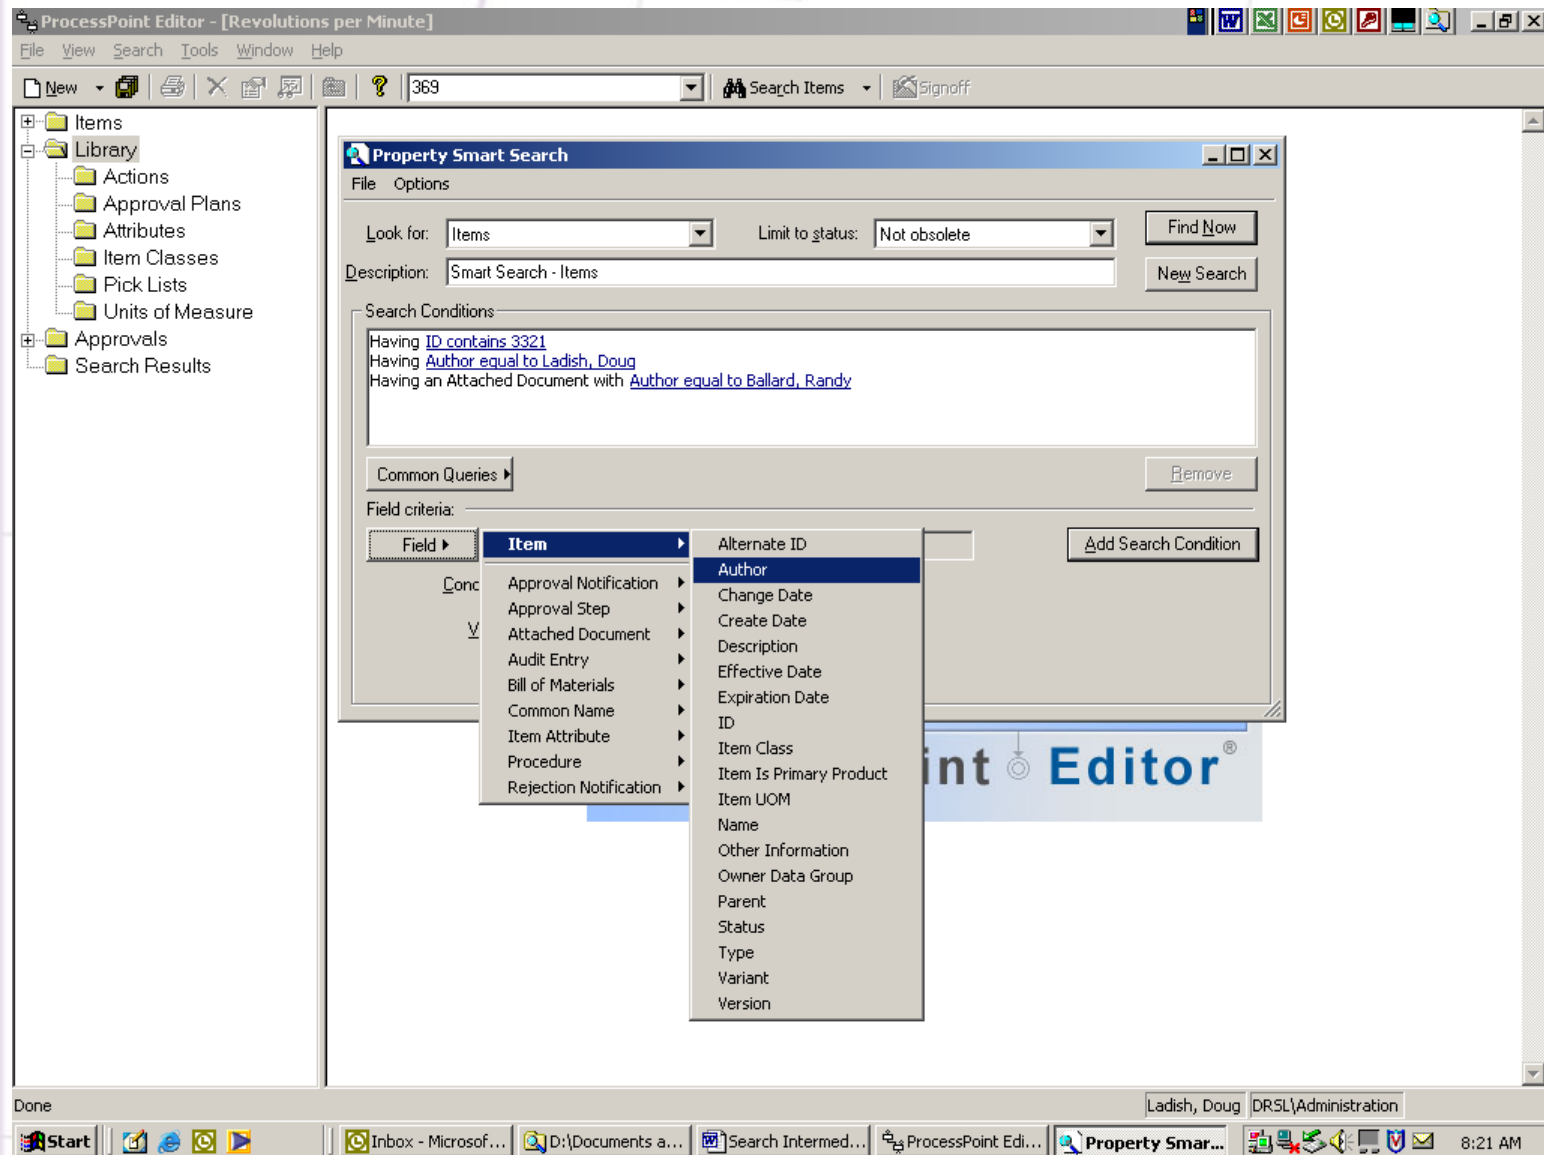 ProcessPoint Editor - [Revolutions per Minute]
File View Search Tools Window Help
New 369 Search Items Signoff
Items
Library
Actions
Approval Plans
Attributes
Item Classes
Pick Lists
Units of Measure
Approvals
Search Results
Property Smart Search
File Options
Look for: Items Limit to status: Not obsolete Find Now
Description: Smart Search - Items New Search
Search Conditions
Having ID contains 3321
Having Author equal to Ladish, Doug
Having an Attached Document with Author equal to Ballard, Randy
Common Queries Remove
Field criteria:
Field Add Search Condition
Conc
V
Item
Approval Notification
Approval Step
Attached Document
Audit Entry
Bill of Materials
Common Name
Item Attribute
Procedure
Rejection Notification
Alternate ID
Author
Change Date
Create Date
Description
Effective Date
Expiration Date
ID
Item Class
Item Is Primary Product
Item UOM
Name
Other Information
Owner Data Group
Parent
Status
Type
Variant
Version
int Editor®
Done Ladish, Doug DRSL\Administration
Start Inbox - Microsof... D:\Documents a... Search Intermed... ProcessPoint Edi... Property Smar... 8:21 AM